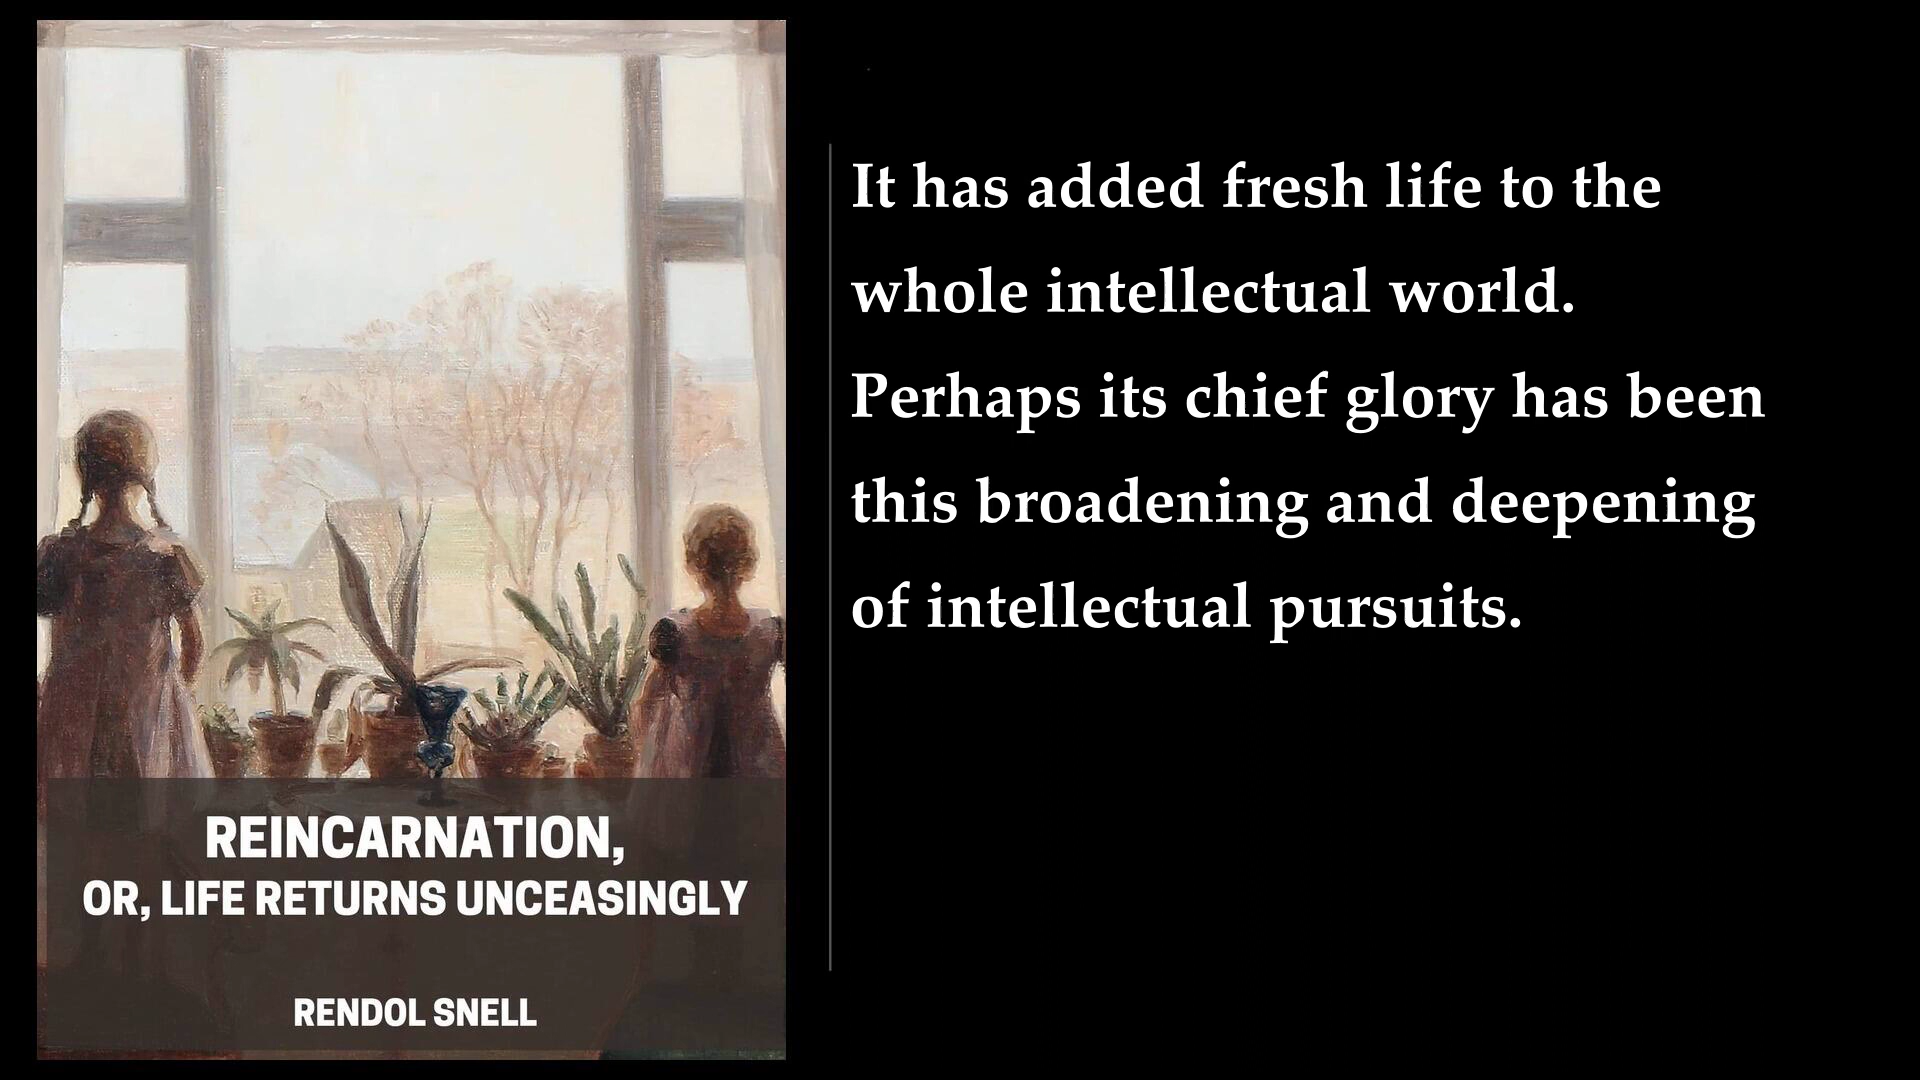 REINCARNATION,
OR, LIFE RETURNS UNCEASINGLY
RENDOL SNELL
It has added fresh life to the
whole intellectual world.
Perhaps its chief glory has been
this broadening and deepening
of intellectual pursuits.